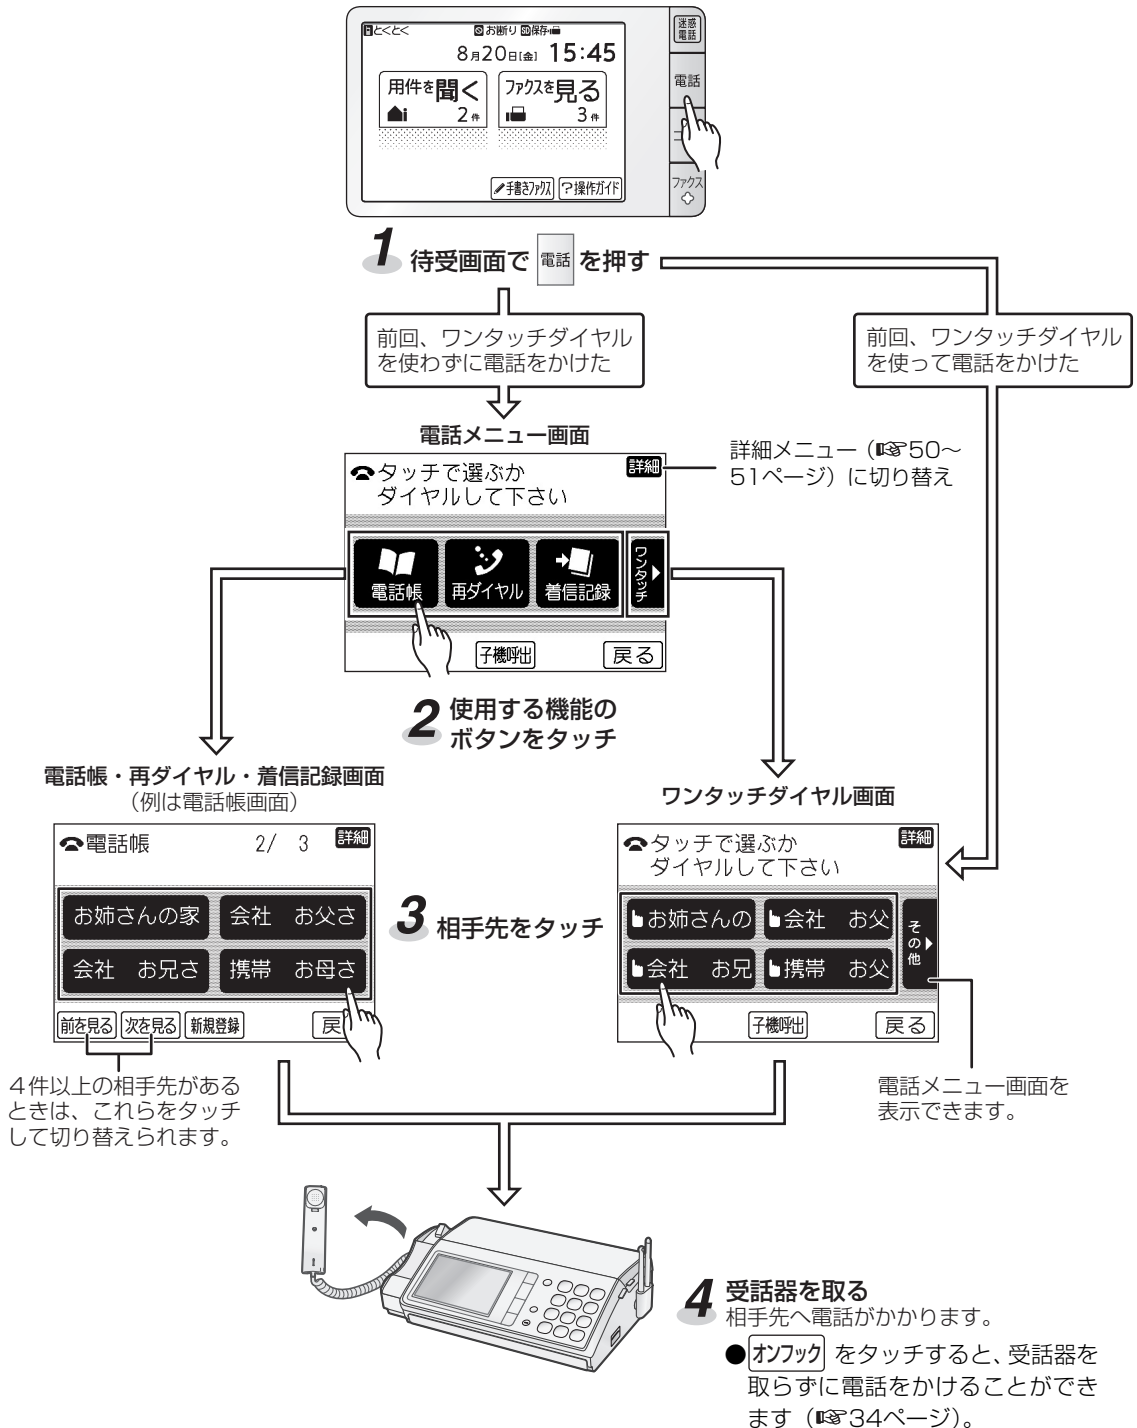 とくとく お断り SD保存
8月20日[金] 15:45
用件を聞く
2件
ファクスを見る
3件
手書きファクス ?操作ガイド
迷惑
電話
電話
ファクス
1 待受画面で 電話 を押す
前回、ワンタッチダイヤル
を使わずに電話をかけた
前回、ワンタッチダイヤル
を使って電話をかけた
電話メニュー画面
タッチで選ぶか
ダイヤルして下さい
詳細
詳細メニュー(☞50〜
51ページ)に切り替え
電話帳 再ダイヤル 着信記録
ワンタッチ
子機呼出 戻る
2 使用する機能の
ボタンをタッチ
電話帳・再ダイヤル・着信記録画面
(例は電話帳画面)
電話帳 2/ 3 詳細
お姉さんの家 会社 お父さ
会社 お兄さ 携帯 お母さ
前を見る 次を見る 新規登録 戻
4件以上の相手先がある
ときは、これらをタッチ
して切り替えられます。
3 相手先をタッチ
ワンタッチダイヤル画面
タッチで選ぶか
ダイヤルして下さい
詳細
お姉さんの 会社 お父
会社 お兄 携帯 お父
その他
子機呼出 戻る
電話メニュー画面を
表示できます。
4 受話器を取る
相手先へ電話がかかります。
●オンフック をタッチすると、受話器を
取らずに電話をかけることができ
ます(☞34ページ)。